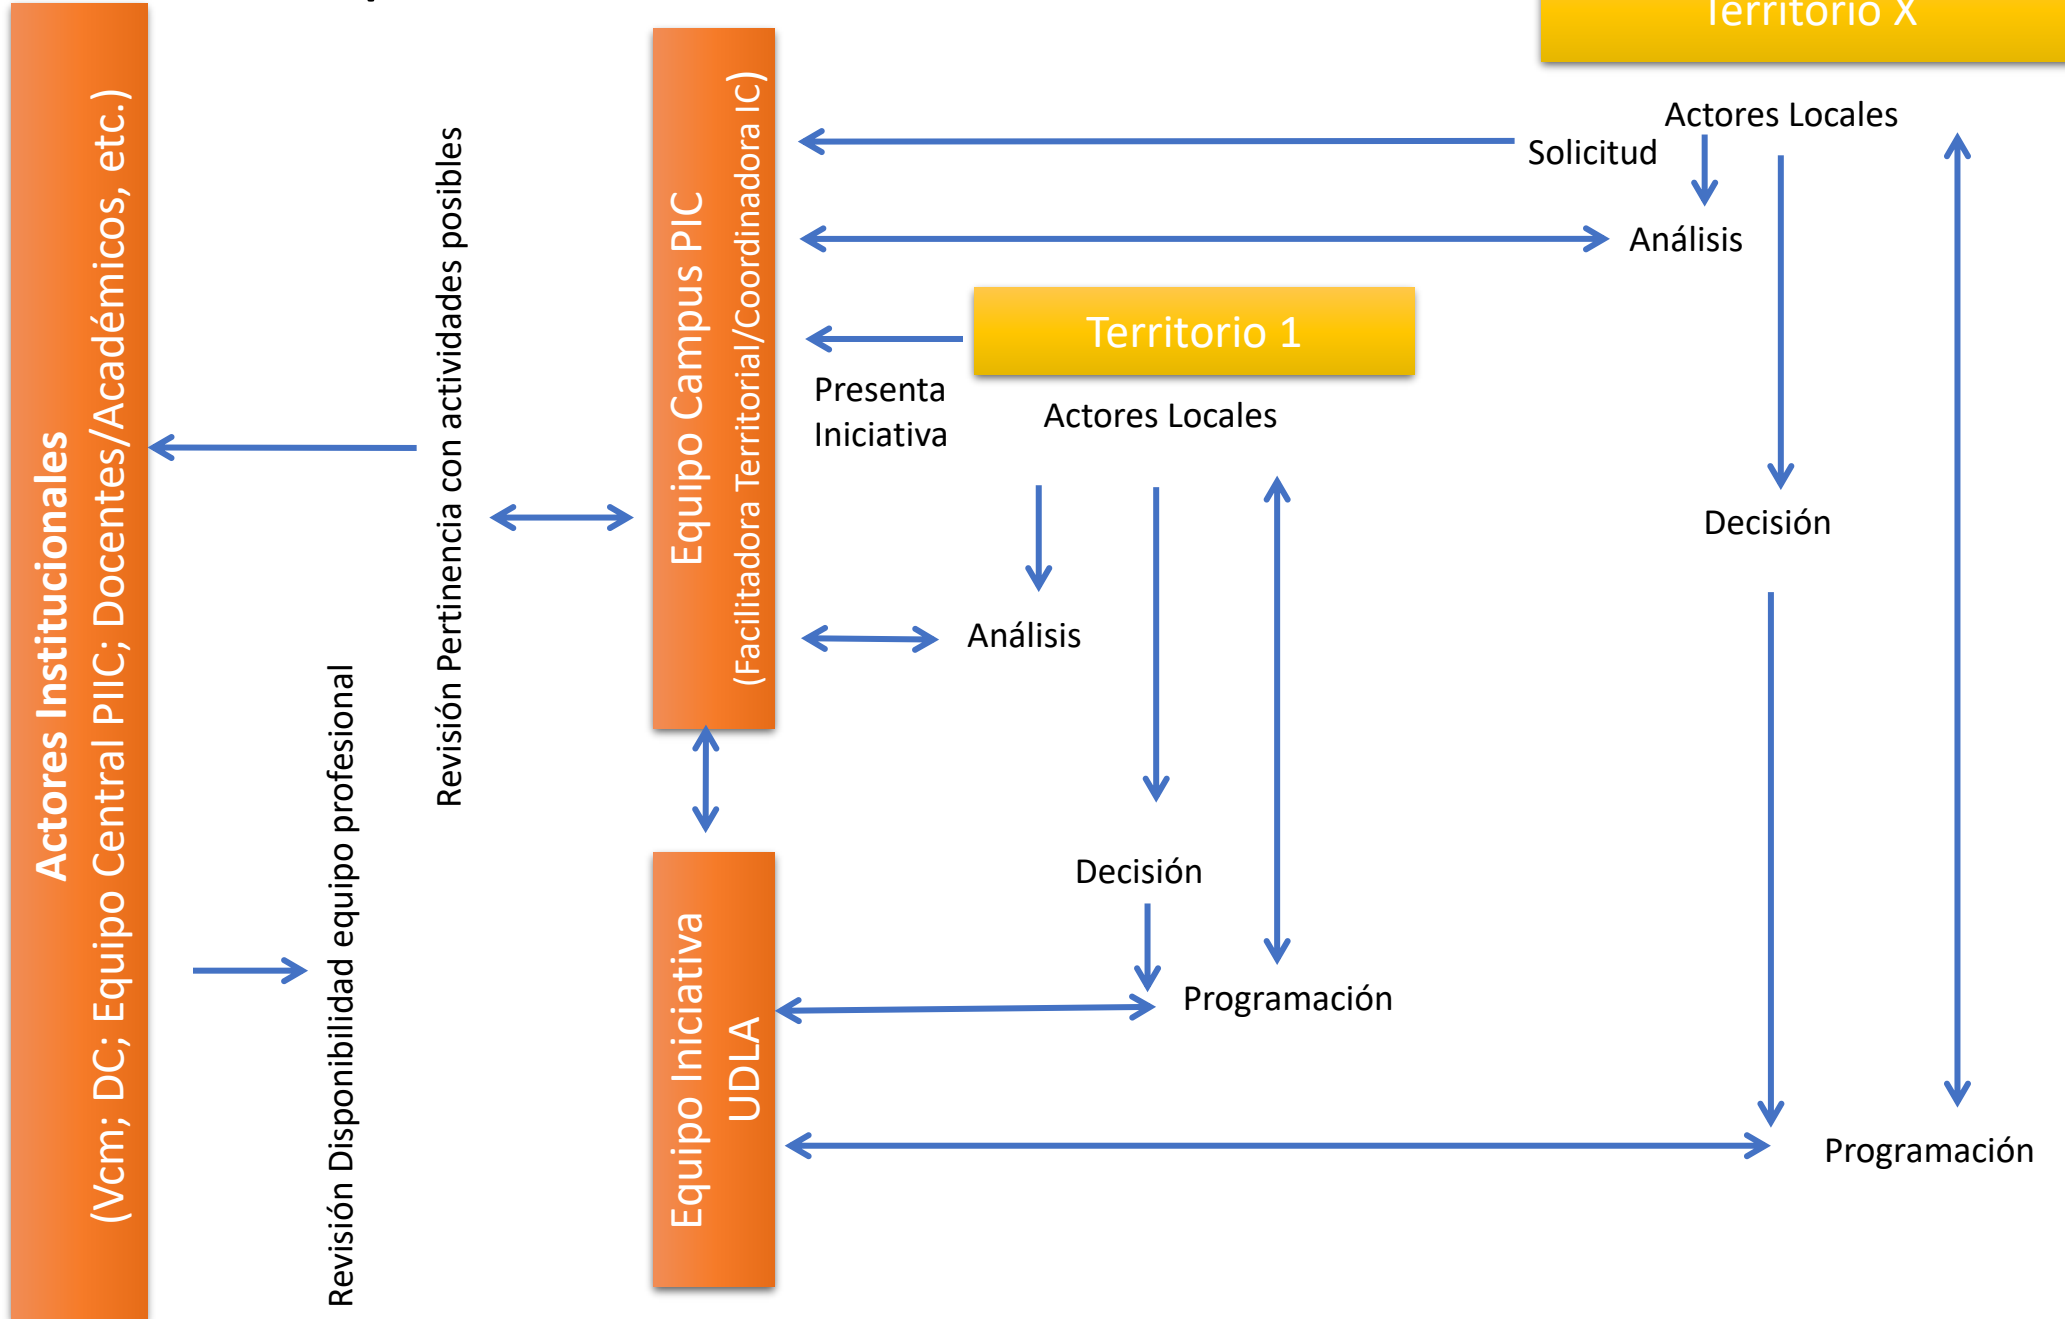 Actores Institucionales
(Vcm; DC; Equipo Central PIIC; Docentes/Académicos, etc.)
Revisión Disponibilidad equipo profesional
Revisión Pertinencia con actividades posibles
Equipo Campus PIC
(Facilitadora Territorial/Coordinadora IC)
Equipo Iniciativa
UDLA
Territorio X
Actores Locales
Solicitud
Análisis
Decisión
Programación
Territorio 1
Presenta
Iniciativa
Actores Locales
Análisis
Decisión
Programación